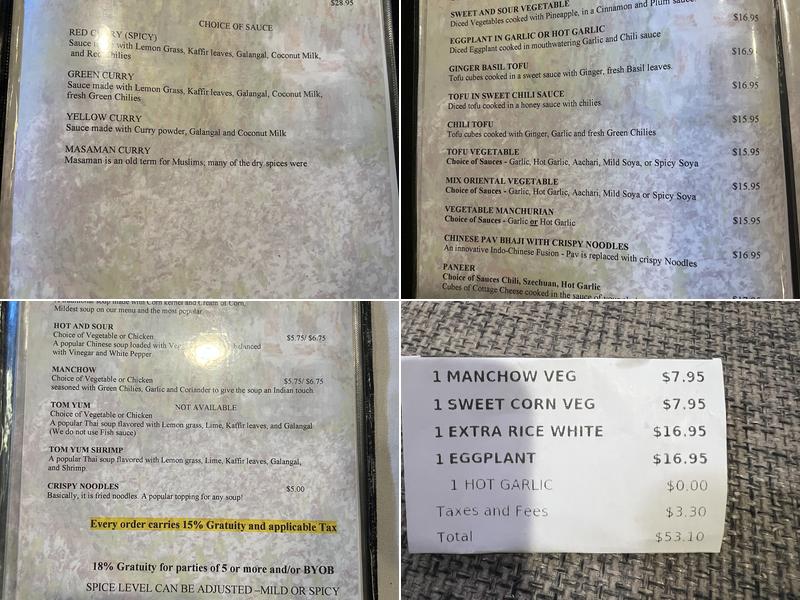 $28.95
CHOICE OF SAUCE
RED CURRY (SPICY)
Sauce with Lemon Grass, Kaffir leaves, Galangal, Coconut Milk,
and Red Chilies
GREEN CURRY
Sauce made with Lemon Grass, Kaffir leaves, Galangal, Coconut Milk,
fresh Green Chilies
YELLOW CURRY
Sauce made with Curry powder, Galangal and Coconut Milk
MASAMAN CURRY
Masaman is an old term for Muslims; many of the dry spices were
SWEET AND SOUR VEGETABLE
Diced Vegetables cooked with Pineapple, in a Cinnamon and Plum sauce.
$16.95
EGGPLANT IN GARLIC OR HOT GARLIC
Diced Eggplant cooked in mouthwatering Garlic and Chili sauce
$16.9
GINGER BASIL TOFU
Tofu cubes cooked in a sweet sauce with Ginger, fresh Basil leaves.
$16.95
TOFU IN SWEET CHILI SAUCE
Diced tofu cooked in a honey sauce with chilies
$15.95
CHILI TOFU
Tofu cubes cooked with Ginger, Garlic and fresh Green Chilies
$15.95
TOFU VEGETABLE
Choice of Sauces - Garlic, Hot Garlic, Aachari, Mild Soya, or Spicy Soya
$15.95
MIX ORIENTAL VEGETABLE
Choice of Sauces - Garlic, Hot Garlic, Aachari, Mild Soya or Spicy Soya
$15.95
VEGETABLE MANCHURIAN
Choice of Sauces - Garlic or Hot Garlic
CHINESE PAV BHAJI WITH CRISPY NOODLES
An innovative Indo-Chinese Fusion - Pav is replaced with crispy Noodles
$16.95
PANEER
Choice of Sauces Chili, Szechuan, Hot Garlic
Cubes of Cottage Cheese cooked in the sauce of
A traditional soup made with Corn kernel and Cream of Corn,
Mildest soup on our menu and the most popular
HOT AND SOUR
Choice of Vegetable or Chicken $5.75/ $6.75
A popular Chinese soup loaded with balanced
with Vinegar and White Pepper
MANCHOW
Choice of Vegetable or Chicken $5.75/ $6.75
seasoned with Green Chilies, Garlic and Coriander to give the soup an Indian touch
TOM YUM NOT AVAILABLE
Choice of Vegetable or Chicken
A popular Thai soup flavored with Lemon grass, Lime, Kaffir leaves, and Galangal
(We do not use Fish sauce)
TOM YUM SHRIMP
A popular Thai soup flavored with Lemon grass, Lime, Kaffir leaves, Galangal,
and Shrimp
CRISPY NOODLES $5.00
Basically, it is fried noodles. A popular topping for any soup!
Every order carries 15% Gratuity and applicable Tax
18% Gratuity for parties of 5 or more and/or BYOB
SPICE LEVEL CAN BE ADJUSTED –MILD OR SPICY
1 MANCHOW VEG $7.95
1 SWEET CORN VEG $7.95
1 EXTRA RICE WHITE $16.95
1 EGGPLANT $16.95
1 HOT GARLIC $0.00
Taxes and Fees $3.30
Total $53.10